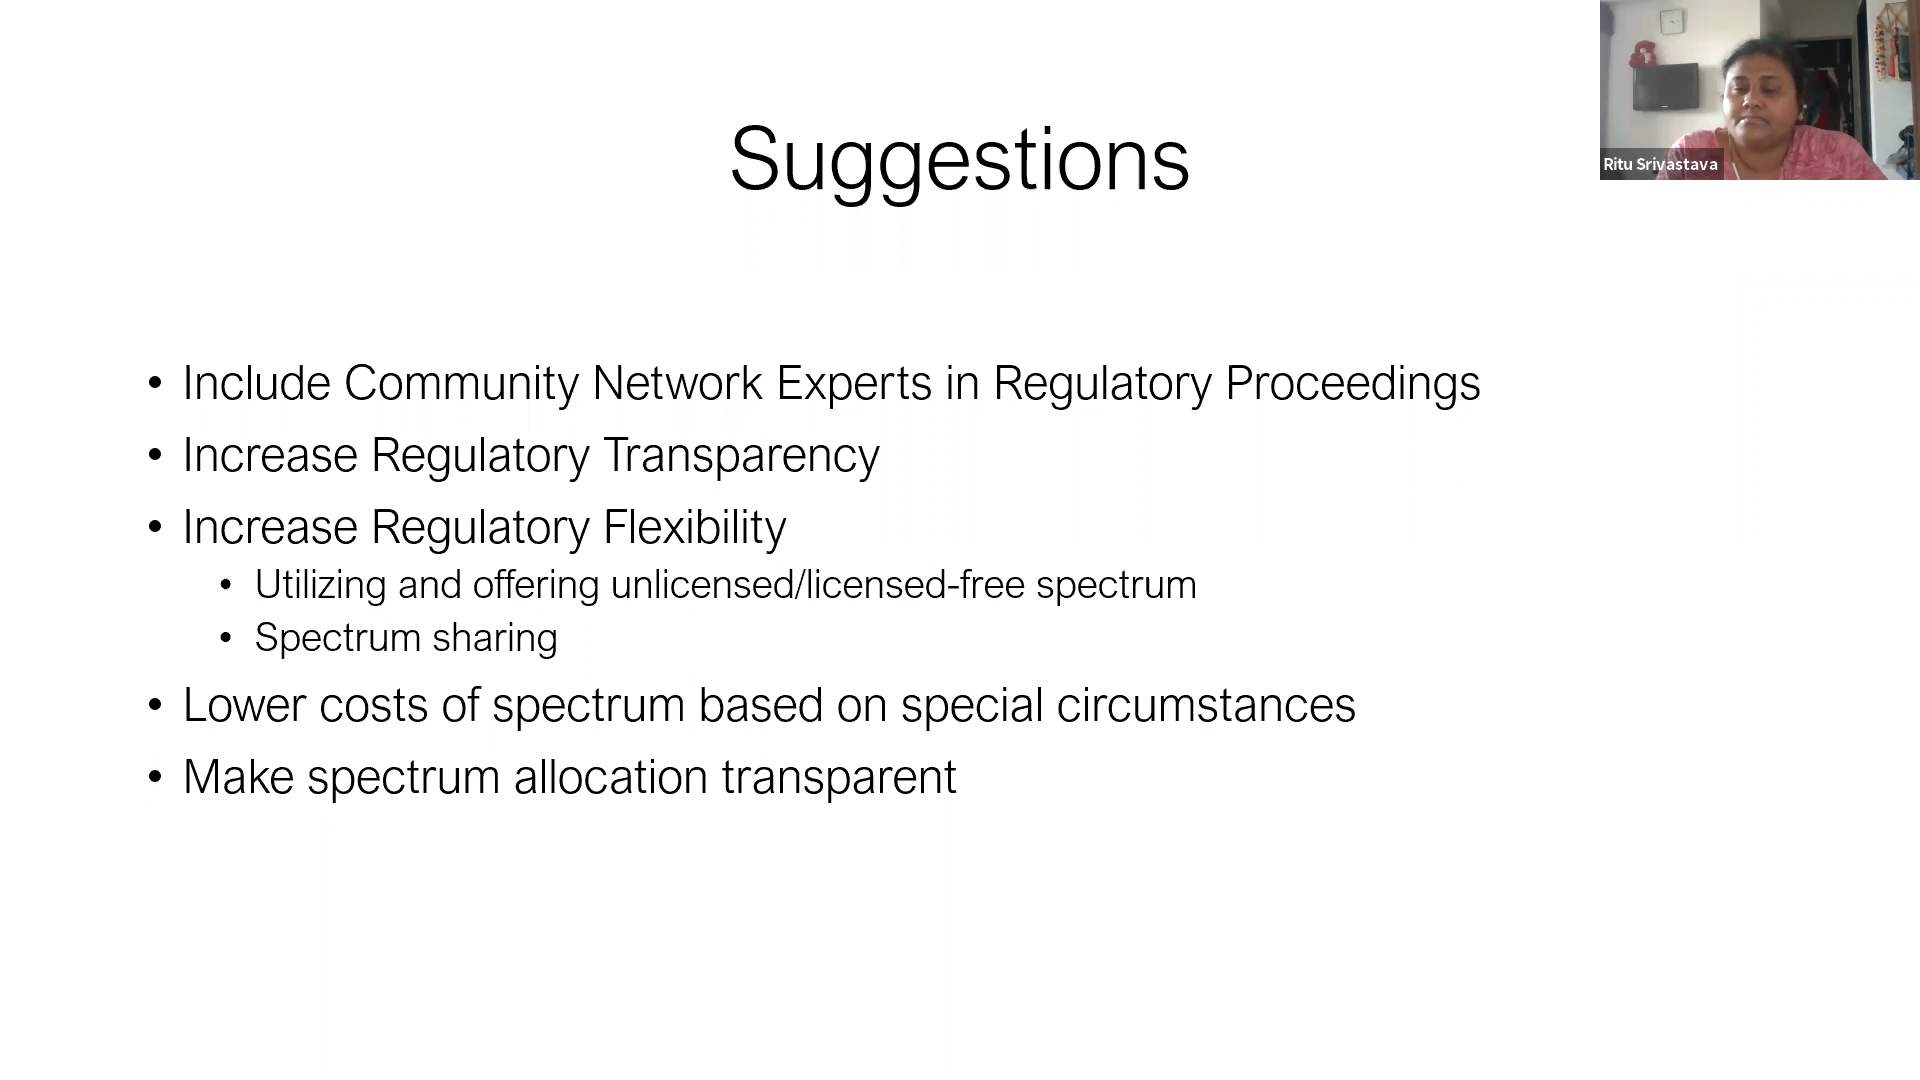 Suggestions
Ritu Srivastava
• Include Community Network Experts in Regulatory Proceedings
• Increase Regulatory Transparency
• Increase Regulatory Flexibility
• Utilizing and offering unlicensed/licensed-free spectrum
• Spectrum sharing
• Lower costs of spectrum based on special circumstances
• Make spectrum allocation transparent